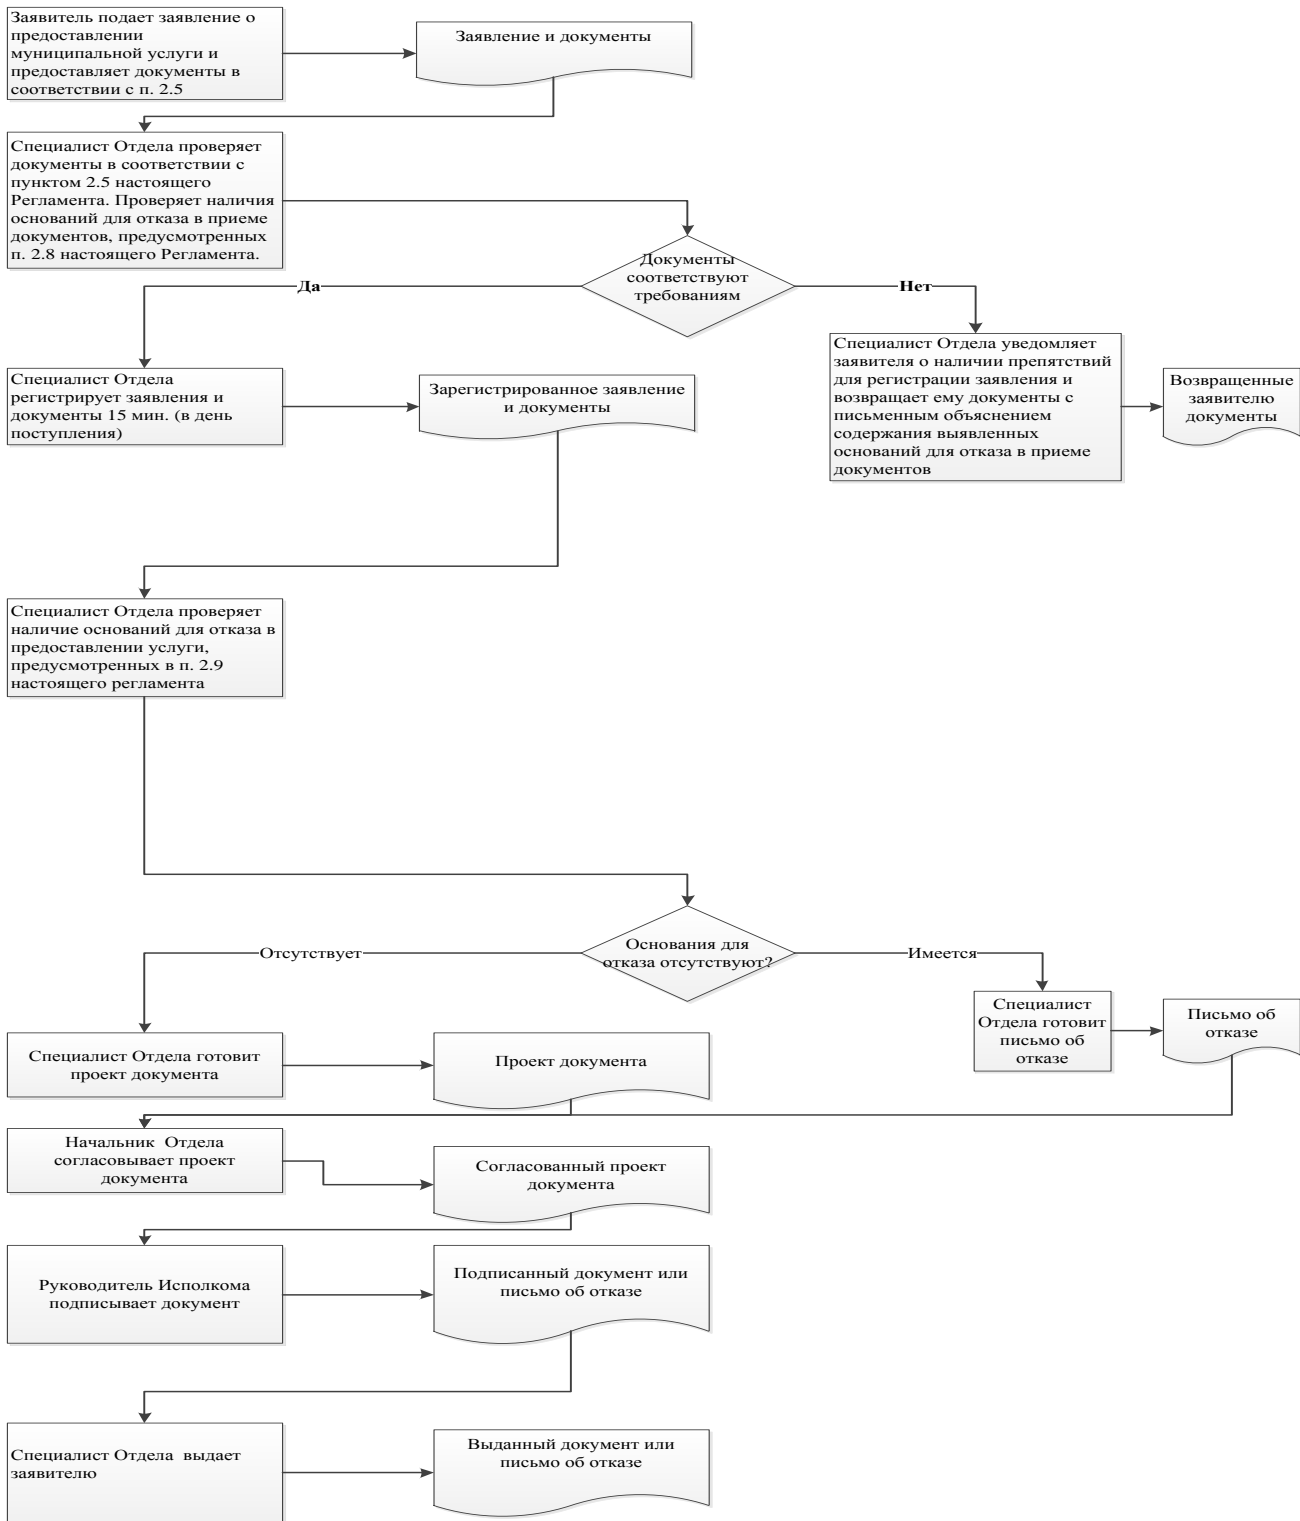 Заявитель подает заявление о
предоставлении
муниципальной услуги и
предоставляет документы в
соответствии с п. 2.5
Заявление и документы
Специалист Отдела проверяет
документы в соответствии с
пунктом 2.5 настоящего
Регламента. Проверяет наличия
оснований для отказа в приеме
документов, предусмотренных
п. 2.8 настоящего Регламента.
Документы
соответствуют
требованиям
Да
Нет
Специалист Отдела
регистрирует заявления и
документы 15 мин. (в день
поступления)
Зарегистрированное заявление
и документы
Специалист Отдела уведомляет
заявителя о наличии препятствий
для регистрации заявления и
возвращает ему документы с
письменным объяснением
содержания выявленных
оснований для отказа в приеме
документов
Возвращенные
заявителю
документы
Специалист Отдела проверяет
наличие оснований для отказа в
предоставлении услуги,
предусмотренных в п. 2.9
настоящего регламента
Основания для
отказа отсутствуют?
Отсутствует
Имеется
Специалист
Отдела готовит
письмо об
отказе
Письмо об
отказе
Специалист Отдела готовит
проект документа
Проект документа
Начальник  Отдела
согласовывает проект
документа
Согласованный проект
документа
Руководитель Исполкома
подписывает документ
Подписанный документ или
письмо об отказе
Специалист Отдела  выдает
заявителю
Выданный документ или
письмо об отказе